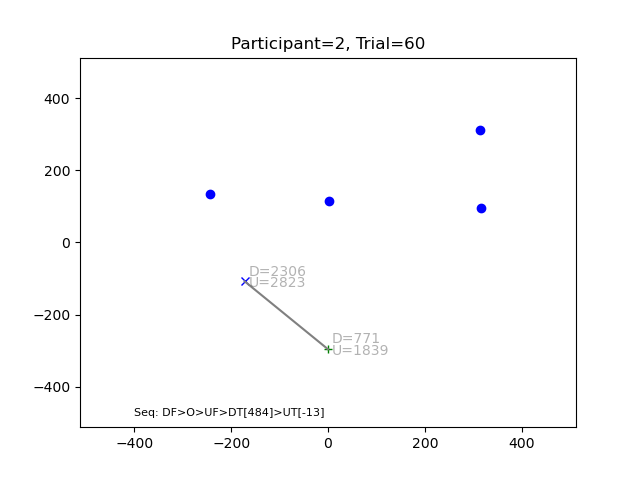 Participant=2, Trial=60
400
200
0
−200
−400
D=2306
U=2823
D=771
U=1839
Seq: DF>O>UF>DT[484]>UT[-13]
−400
−200
0
200
400